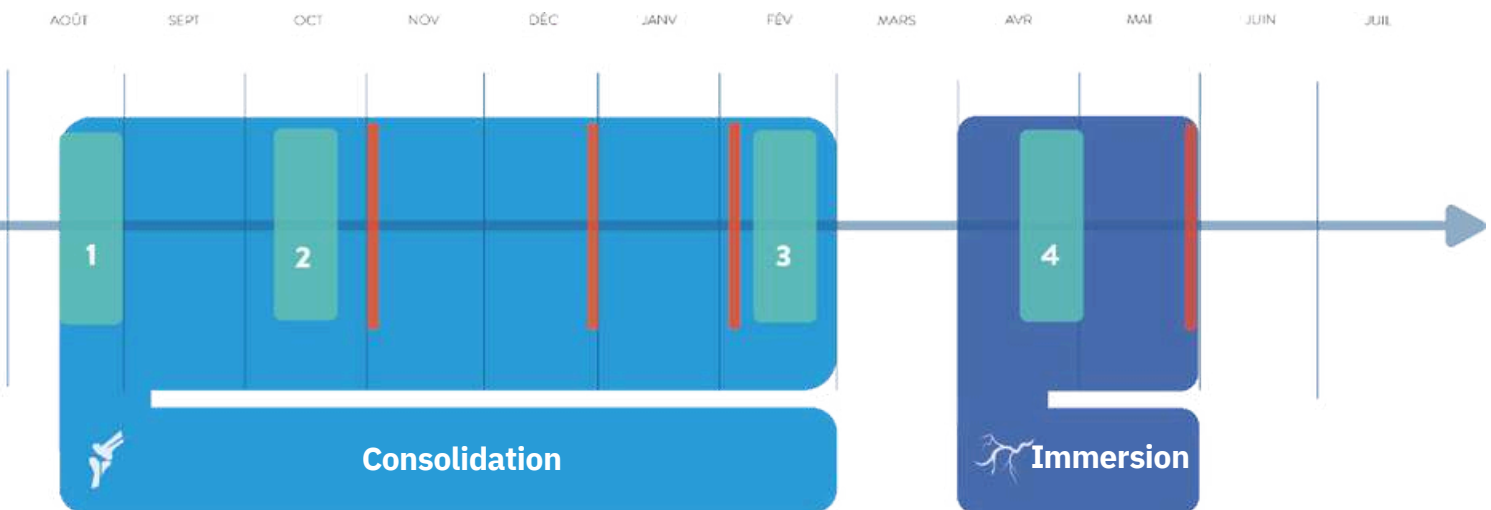 AOÛT SEPT OCT NOV DÉC JANV FÉV MARS AVR MAI JUIN JUIL
1 2 3 4
Consolidation Immersion